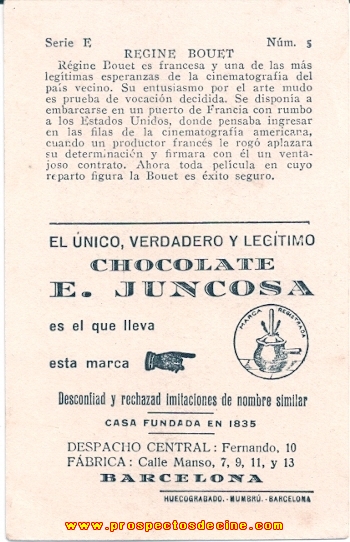 Serie E Núm. 5
REGINE BOUET
Régine Bouet es francesa y una de las más
legítimas esperanzas de la cinematografía del
país vecino. Su entusiasmo por el arte mudo
es prueba de vocación decidida. Se disponía a
embarcarse en un puerto de Francia con rumbo
a los Estados Unidos, donde pensaba ingresar
en las filas de la cinematografía americana,
cuando un productor francés le rogó aplazara
su determinación y firmara con él un venta-
joso contrato. Ahora toda película en cuyo
reparto figura la Bouet es éxito seguro.
EL ÚNICO, VERDADERO Y LEGÍTIMO
CHOCOLATE
E. JUNCOSA
es el que lleva
esta marca
MARCA REGISTRADA
Desconfiad y rechazad imitaciones de nombre similar
CASA FUNDADA EN 1835
DESPACHO CENTRAL: Fernando, 10
FÁBRICA: Calle Manso, 7, 9, 11, y 13
BARCELONA
HUECOGRABADO.-MUMBRÚ.-BARCELONA
www.prospectosdecine.com